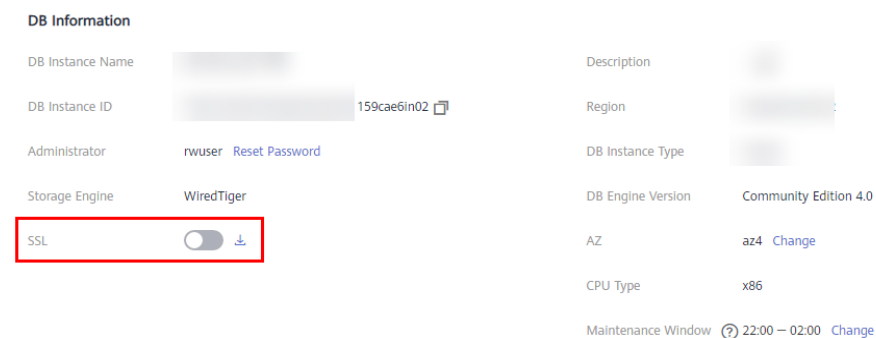 DB Information
DB Instance Name
Description
DB Instance ID 159cae6in02
Region
Administrator rwuser Reset Password
DB Instance Type
Storage Engine WiredTiger
DB Engine Version Community Edition 4.0
SSL
AZ az4 Change
CPU Type x86
Maintenance Window ? 22:00 — 02:00 Change